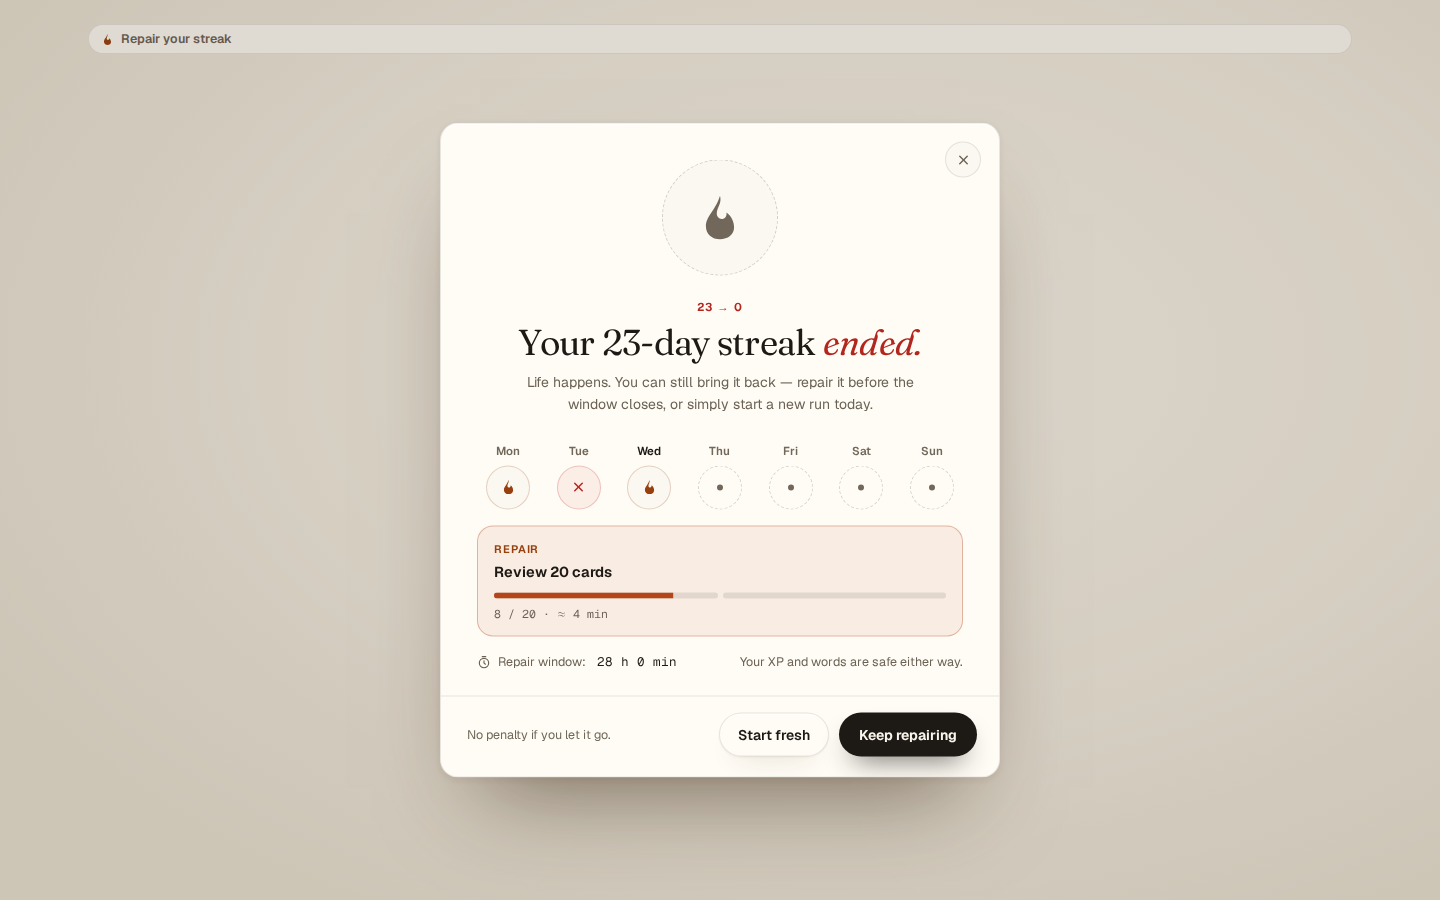 Repair your streak
23 → 0
Your 23-day streak ended.
Life happens. You can still bring it back — repair it before the
window closes, or simply start a new run today.
Mon Tue Wed Thu Fri Sat Sun
REPAIR
Review 20 cards
8 / 20 · ≈ 4 min
Repair window: 28 h 0 min
Your XP and words are safe either way.
No penalty if you let it go.
Start fresh
Keep repairing